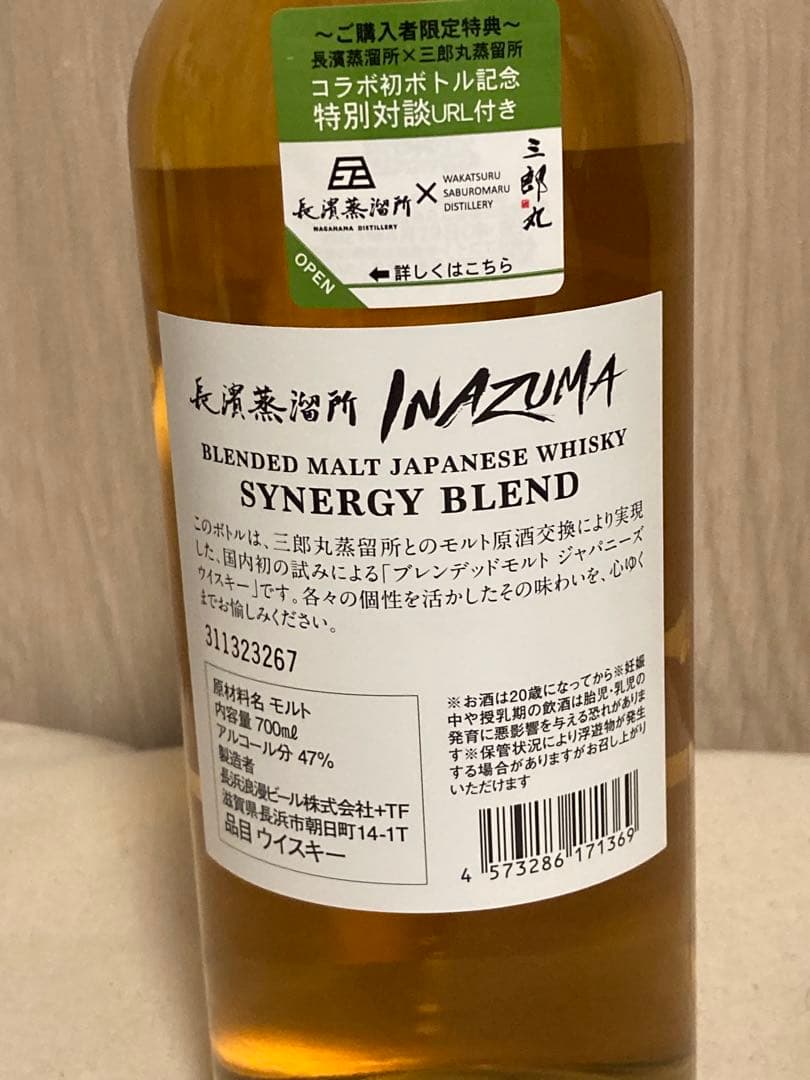 ～ご購入者限定特典～
長濱蒸溜所×三郎丸蒸留所
コラボ初ボトル記念
特別対談URL付き
長濱蒸溜所
NAGAHAMA DISTILLERY
×
WAKATSURU
SABUROMARU
DISTILLERY
三郎丸
OPEN
←詳しくはこちら
長濱蒸溜所 INAZUMA
BLENDED MALT JAPANESE WHISKY
SYNERGY BLEND
このボトルは、三郎丸蒸留所とのモルト原酒交換により実現
した、国内初の試みによる「ブレンデッドモルト ジャパニーズ
ウイスキー」です。各々の個性を活かしたその味わいを、心ゆく
までお愉しみください。
311323267
原材料名 モルト
内容量 700㎖
アルコール分 47%
製造者
長浜浪漫ビール株式会社+TF
滋賀県長浜市朝日町14-1T
品目 ウイスキー
※お酒は20歳になってから※妊娠
中や授乳期の飲酒は胎児・乳児の
発育に悪影響を与える恐れがありま
す※保管状況により浮遊物が発生
する場合がありますがお召し上がり
いただけます
4 573286 171369